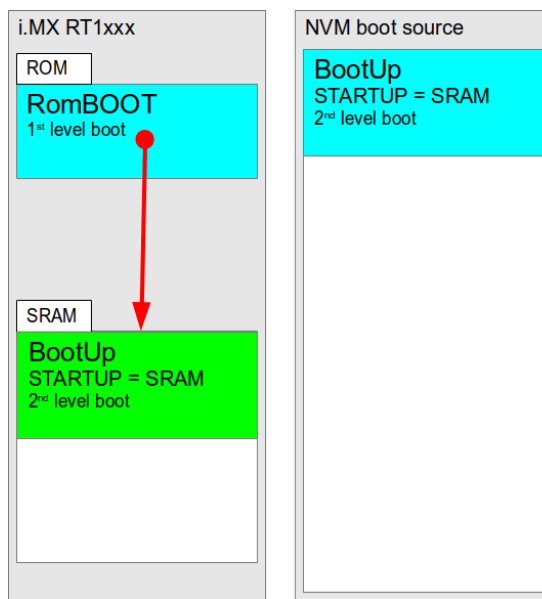 i.MX RT1xxx
ROM
RomBOOT
1st level boot
SRAM
BootUp
STARTUP = SRAM
2nd level boot
NVM boot source
BootUp
STARTUP = SRAM
2nd level boot